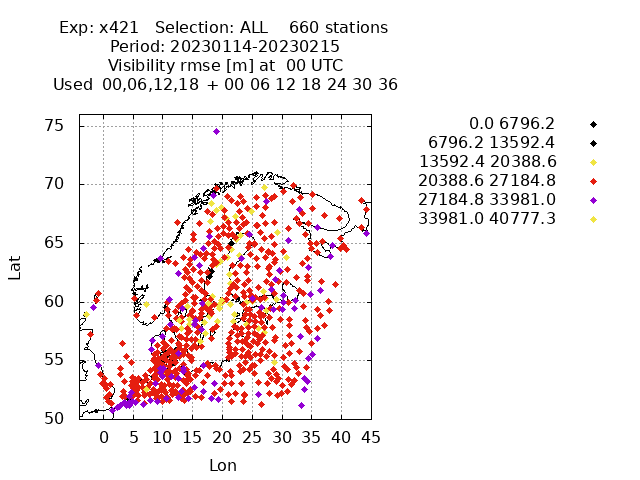 Exp: x421 Selection: ALL 660 stations
Period: 20230114-20230215
Visibility rmse [m] at 00 UTC
Used 00,06,12,18 + 00 06 12 18 24 30 36
0.0 6796.2
6796.2 13592.4
13592.4 20388.6
20388.6 27184.8
27184.8 33981.0
33981.0 40777.3
75
70
65
60
55
50
Lat
0 5 10 15 20 25 30 35 40 45
Lon